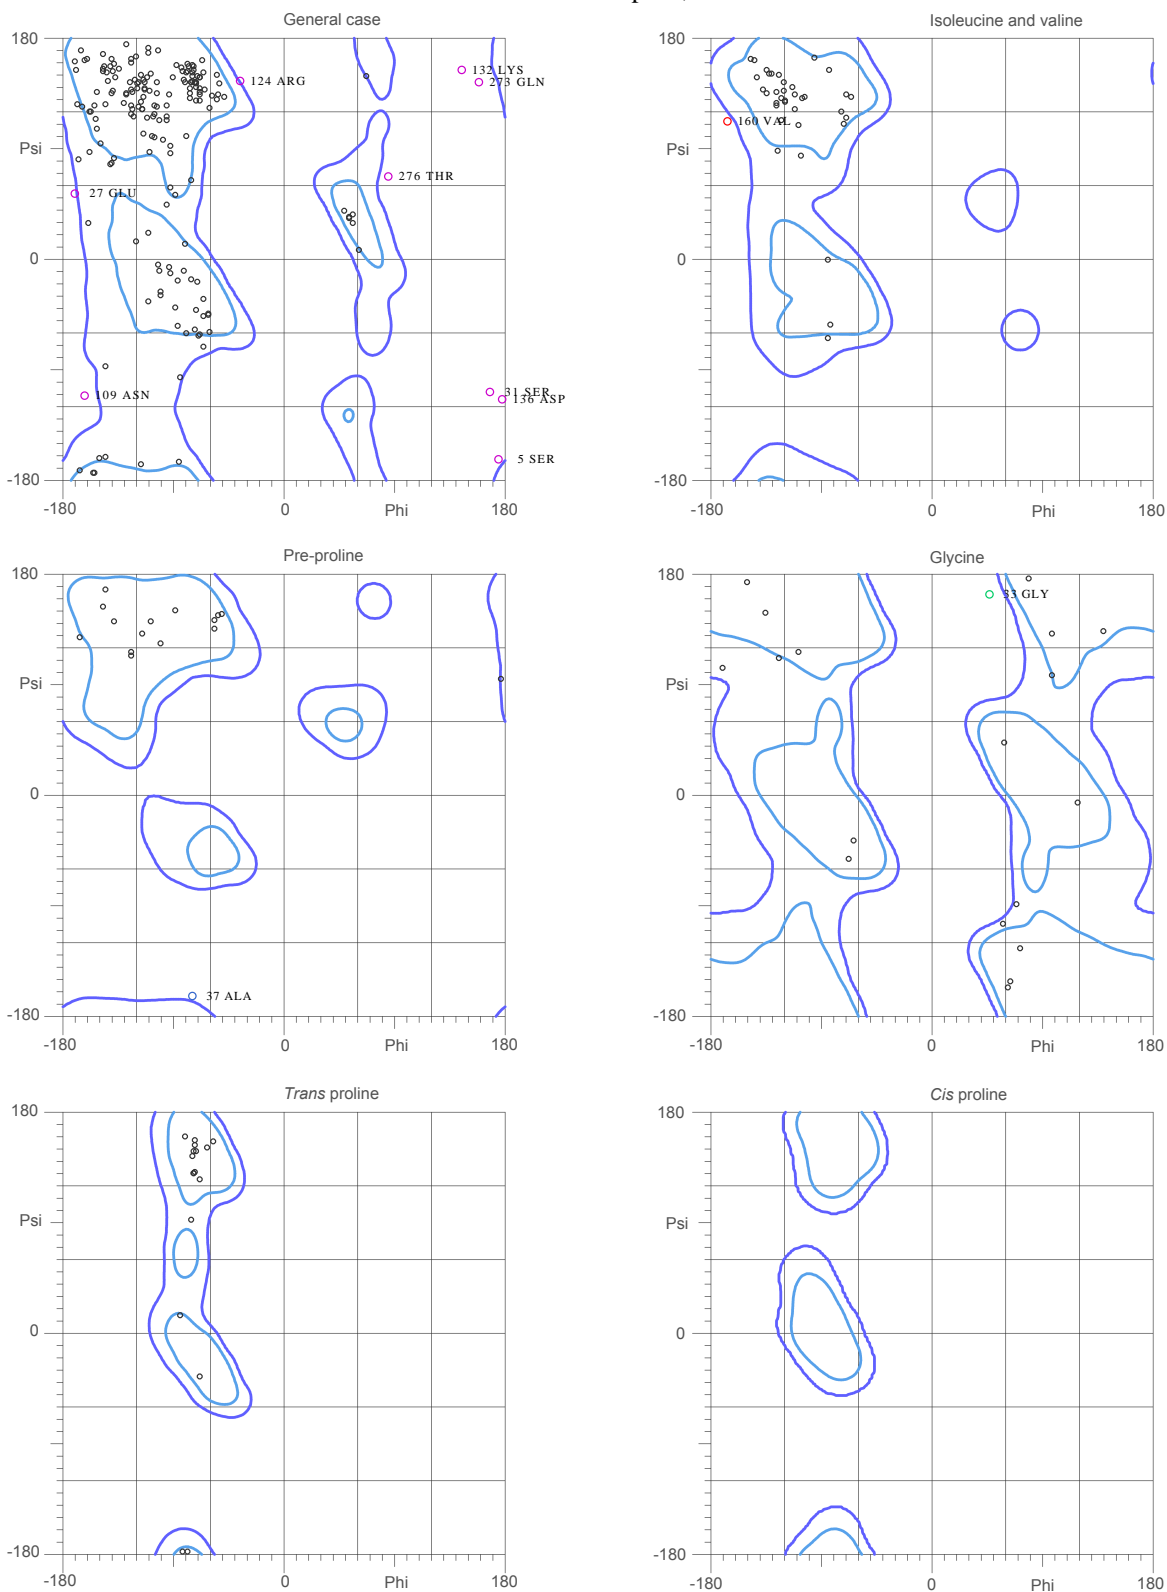 General case
180
Psi
0
-180
-180
0
Phi
180
124 ARG
132 LYS
273 GLN
276 THR
27 GLU
109 ASN
31 SER
136 ASP
5 SER
Isoleucine and valine
180
Psi
0
-180
-180
0
Phi
180
160 VAL
Pre-proline
180
Psi
0
-180
-180
0
Phi
180
37 ALA
Glycine
180
Psi
0
-180
-180
0
Phi
180
33 GLY
Trans proline
180
Psi
0
-180
-180
0
Phi
180
Cis proline
180
Psi
0
-180
-180
0
Phi
180